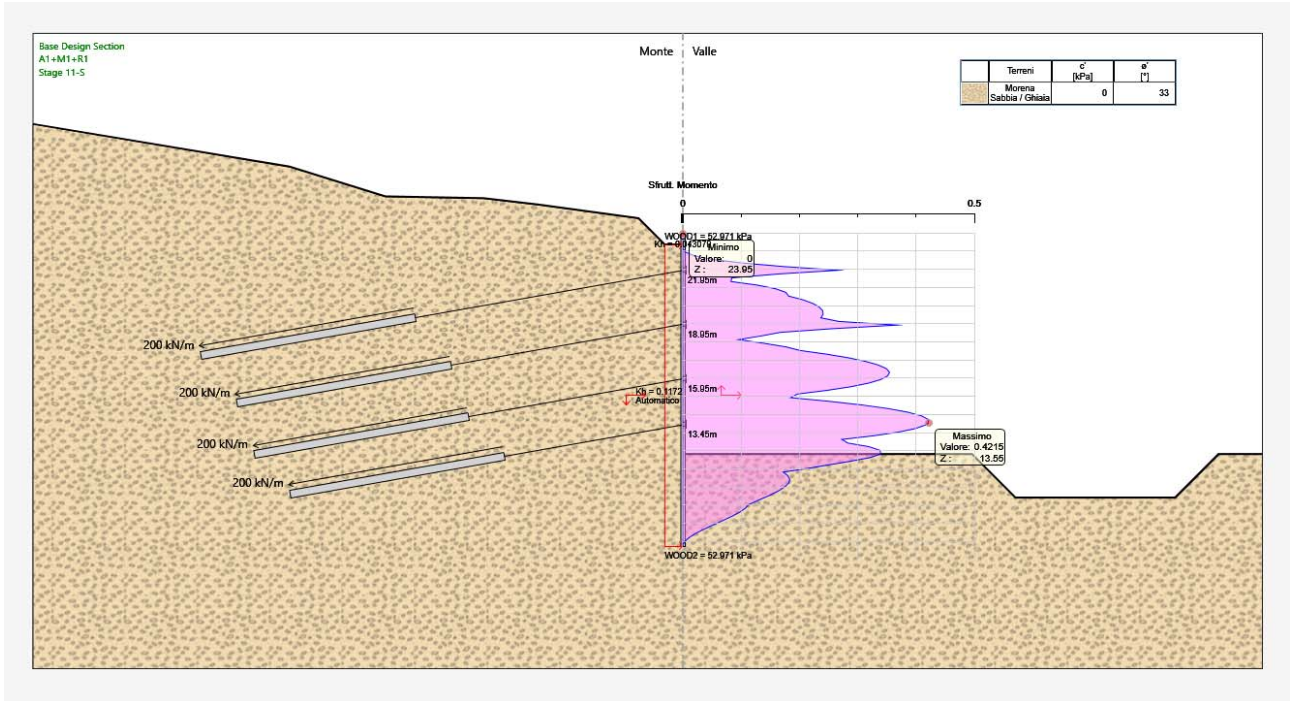 Base Design Section
A1+M1+R1
Stage 11-S
Monte Valle
Terreni c' [kPa] ø' [°]
Morena Sabbia / Ghiaia 0 33
Sfrutt. Momento
0 0.5
WOOD1 = 52.971 kPa
Minimo
Valore: 0
Z : 23.95
21.95m
18.95m
200 kN/m
15.95m
200 kN/m
Kh = 0.1172
Automatico
13.45m
Massimo
Valore: 0.4215
Z : 13.55
200 kN/m
200 kN/m
WOOD2 = 52.971 kPa